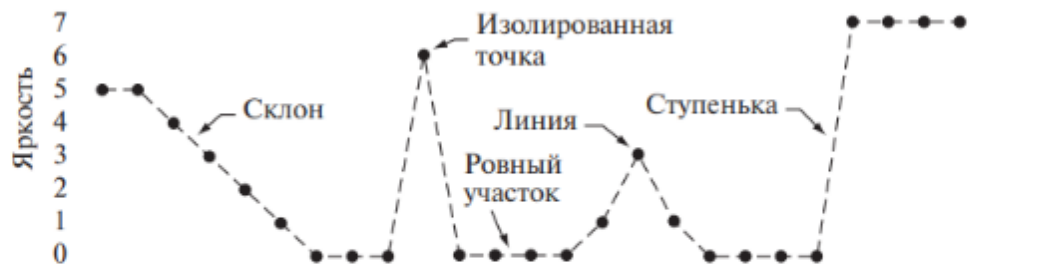 Яркость
7
6
5
4
3
2
1
0
Склон
Изолированная
точка
Ровный
участок
Линия
Ступенька